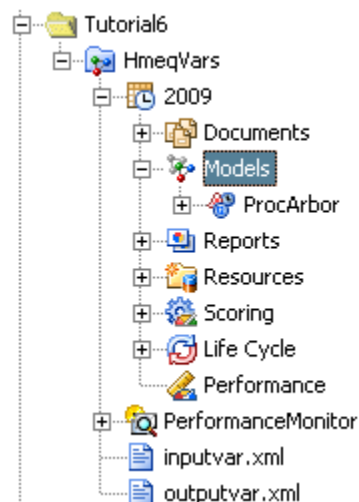 Tutorial6
HmeqVars
2009
Documents
Models
ProcArbor
Reports
Resources
Scoring
Life Cycle
Performance
PerformanceMonitor
inputvar.xml
outputvar.xml